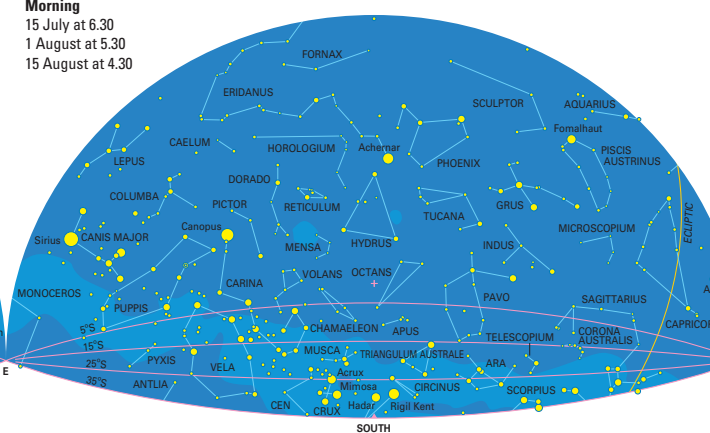 Morning
15 July at 6.30
1 August at 5.30
15 August at 4.30
FORNAX
ERIDANUS
SCULPTOR
AQUARIUS
Fomalhaut
CAELUM
HOROLOGIUM
Achernar
PISCIS
AUSTRINUS
LEPUS
PHOENIX
DORADO
COLUMBA
PICTOR
RETICULUM
GRUS
TUCANA
ECLIPTIC
Canopus
MICROSCOPIUM
Sirius
CANIS MAJOR
MENSA
HYDRUS
INDUS
VOLANS
OCTANS
CARINA
MONOCEROS
PAVO
SAGITTARIUS
PUPPIS
CAPRICO
5°S
CHAMAELEON
APUS
TELESCOPIUM
CORONA
AUSTRALIS
15°S
MUSCA
TRIANGULUM AUSTRALE
PYXIS
25°S
VELA
ARA
E
Acrux
35°S
ANTLIA
Mimosa
CIRCINUS
SCORPIUS
CEN
CRUX
Hadar
Rigil Kent
SOUTH